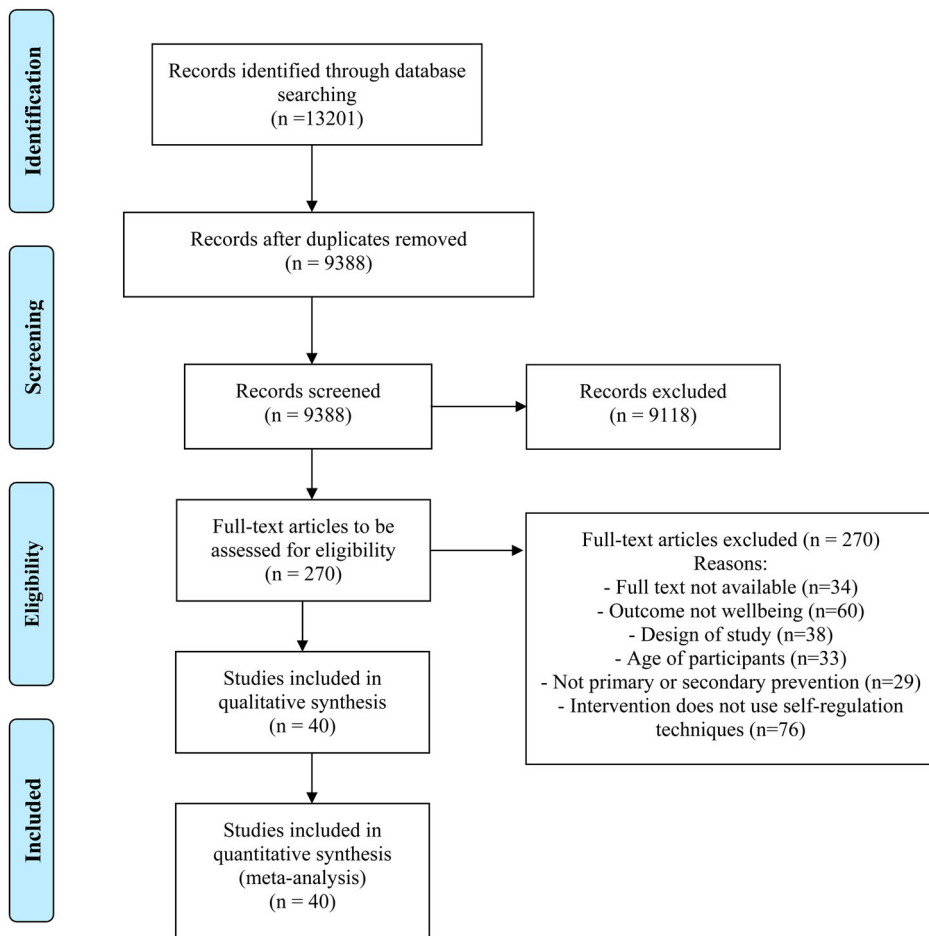 Identification
Records identified through database
searching
(n =13201)
Records after duplicates removed
(n = 9388)
Screening
Records screened
(n = 9388)
Records excluded
(n = 9118)
Eligibility
Full-text articles to be
assessed for eligibility
(n = 270)
Full-text articles excluded (n = 270)
Reasons:
- Full text not available (n=34)
- Outcome not wellbeing (n=60)
- Design of study (n=38)
- Age of participants (n=33)
- Not primary or secondary prevention (n=29)
- Intervention does not use self-regulation
techniques (n=76)
Studies included in
qualitative synthesis
(n = 40)
Included
Studies included in
quantitative synthesis
(meta-analysis)
(n = 40)